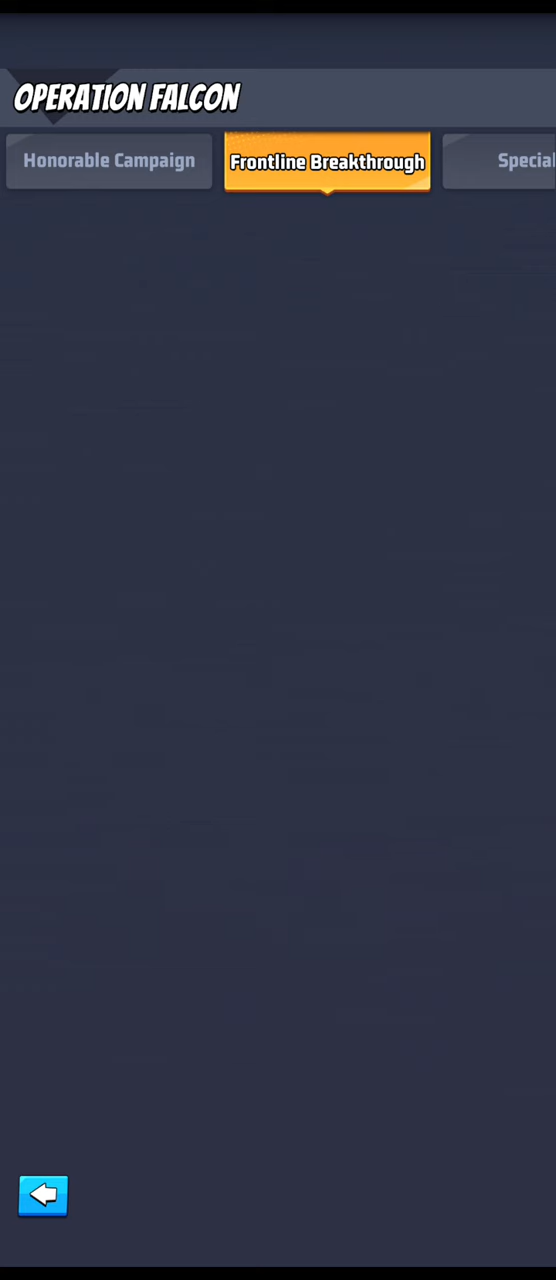 OPERATION FALCON
Honorable Campaign
Frontline Breakthrough
Special